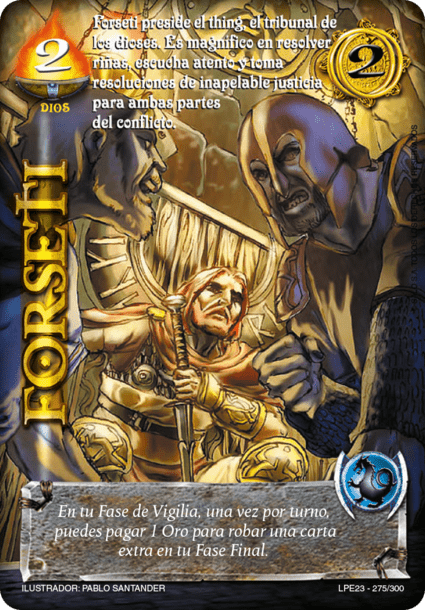 2
DIOS
Forseti preside el thing, el tribunal de
los dioses. Es magnífico en resolver
riñas, escucha atento y toma
resoluciones de inapelable justicia
para ambas partes
del conflicto.
2
FORSETI
En tu Fase de Vigilia, una vez por turno,
puedes pagar 1 Oro para robar una carta
extra en tu Fase Final.
ILUSTRADOR: PABLO SANTANDER
LPE23 - 275/300